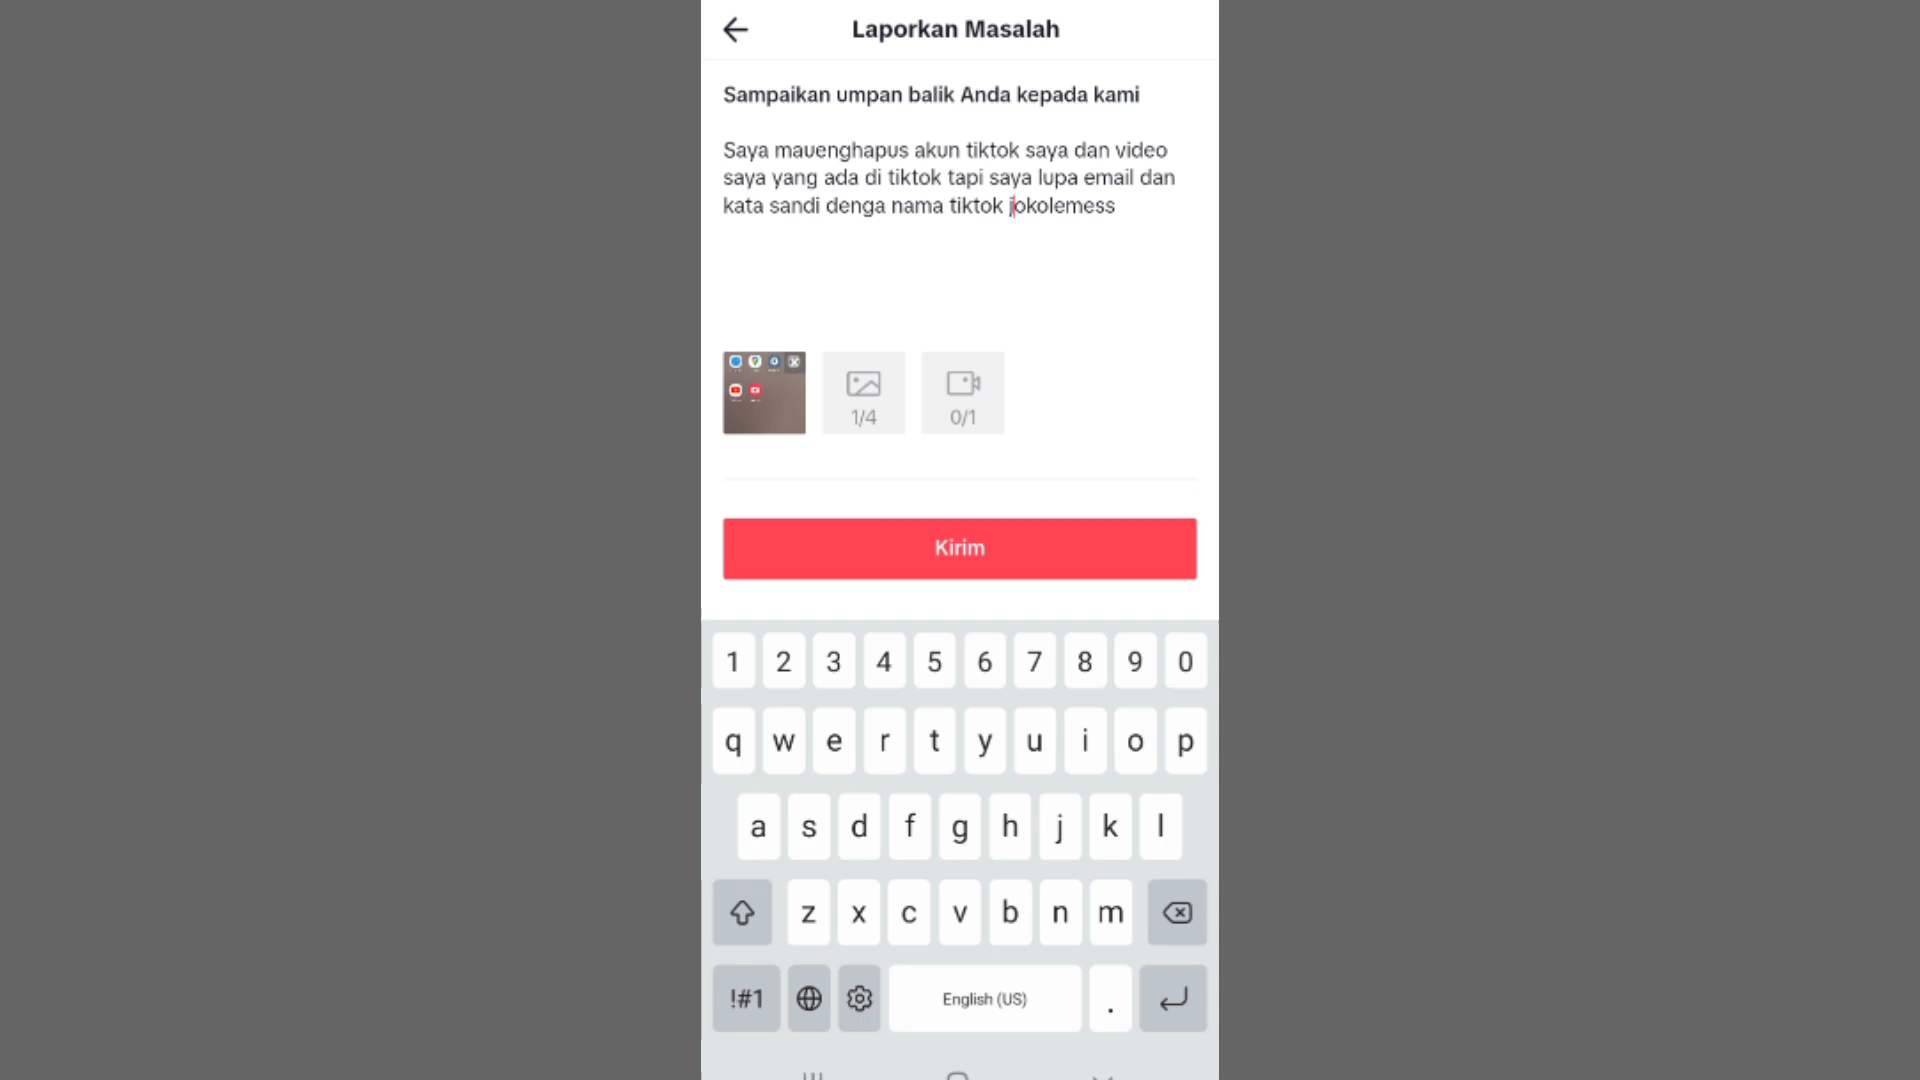 Laporkan Masalah
Sampaikan umpan balik Anda kepada kami
Saya mauenghapus akun tiktok saya dan video
saya yang ada di tiktok tapi saya lupa email dan
kata sandi denga nama tiktok jokolemess
1/4
0/1
Kirim
1 2 3 4 5 6 7 8 9 0
q w e r t y u i o p
a s d f g h j k l
z x c v b n m
!#1 English (US) .